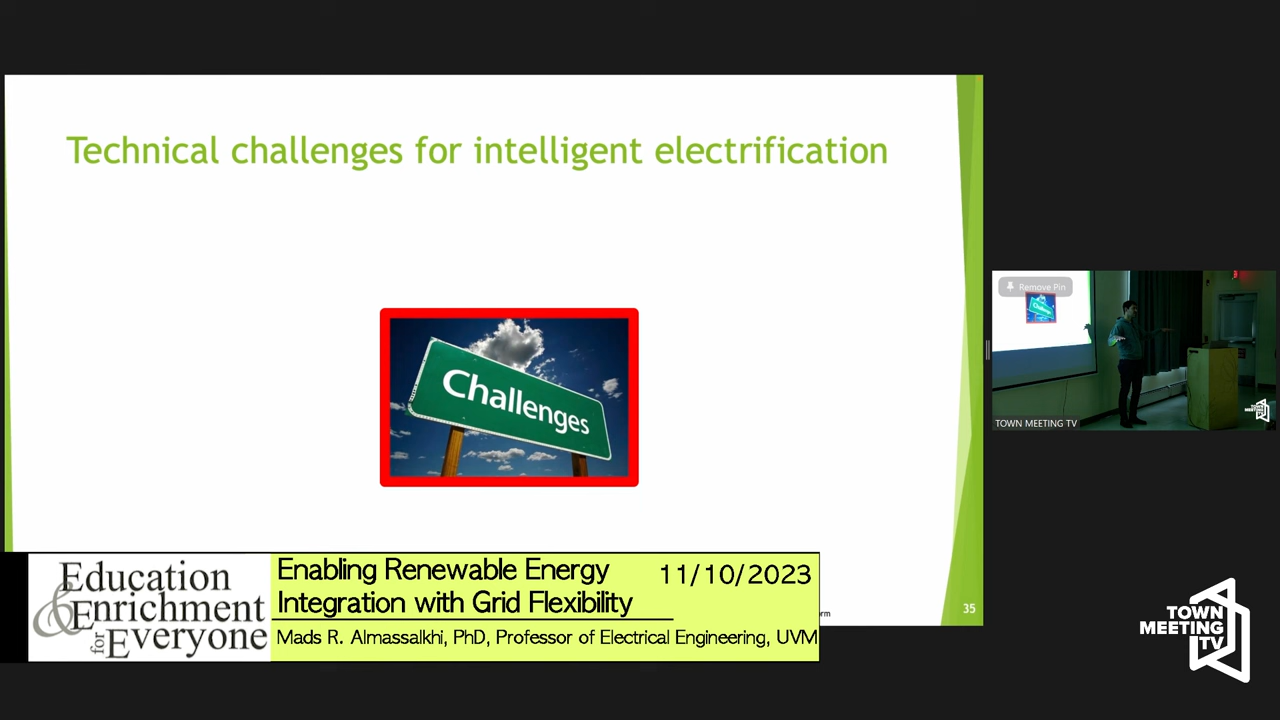 Technical challenges for intelligent electrification
Challenges
35
Remove Pin
TOWN MEETING TV
Education
& Enrichment
for Everyone
Enabling Renewable Energy
Integration with Grid Flexibility
11/10/2023
Mads R. Almassalkhi, PhD, Professor of Electrical Engineering, UVM
TOWN
MEETING
TV